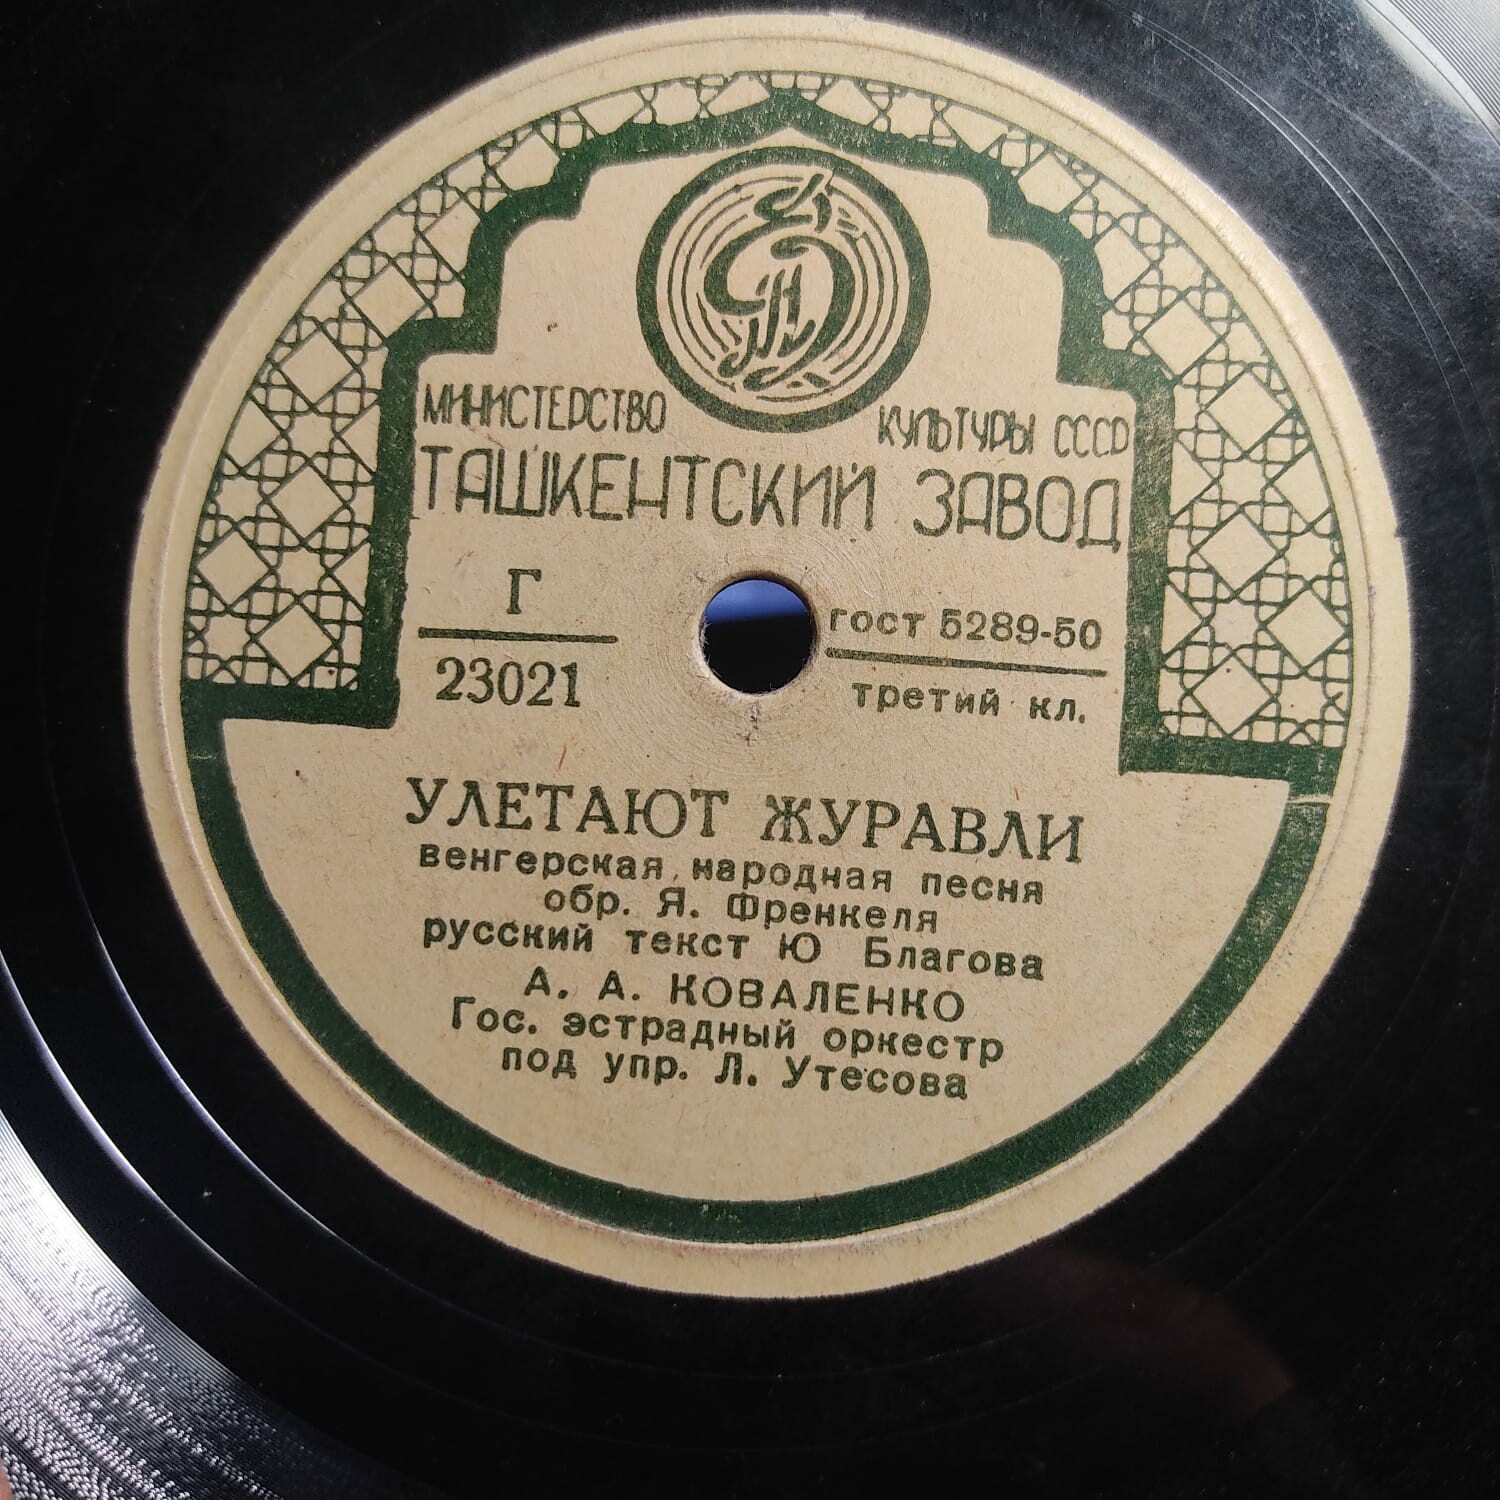 МИНИСТЕРСТВО КУЛЬТУРЫ СССР
ТАШКЕНТСКИЙ ЗАВОД
Г
23021
ГОСТ 5289-50
третий кл.
УЛЕТАЮТ ЖУРАВЛИ
венгерская народная песня
обр. Я. Френкеля
русский текст Ю Благова
А. А. КОВАЛЕНКО
Гос. эстрадный оркестр
под упр. Л. Утесова